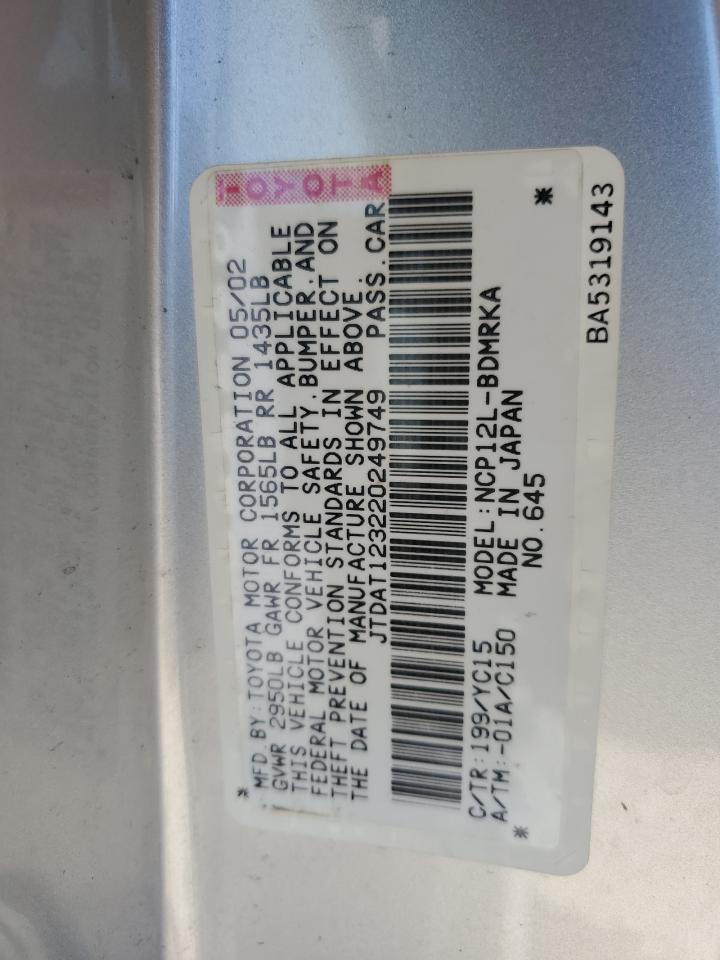 TOYOTA
*MFD.BY:TOYOTA MOTOR CORPORATION 05/02
GVWR 2950LB GAWR FR 1565LB RR 1435LB
THIS VEHICLE CONFORMS TO ALL APPLICABLE
FEDERAL MOTOR VEHICLE SAFETY,BUMPER,AND
THEFT PREVENTION STANDARDS IN EFFECT ON
THE DATE OF MANUFACTURE SHOWN ABOVE.
JTDAT123220249749 PASS.CAR
C/TR:199/YC15 MODEL:NCP12L-BDMRKA
A/TM:-01A/C150 MADE IN JAPAN
* NO.645 *
BA5319143